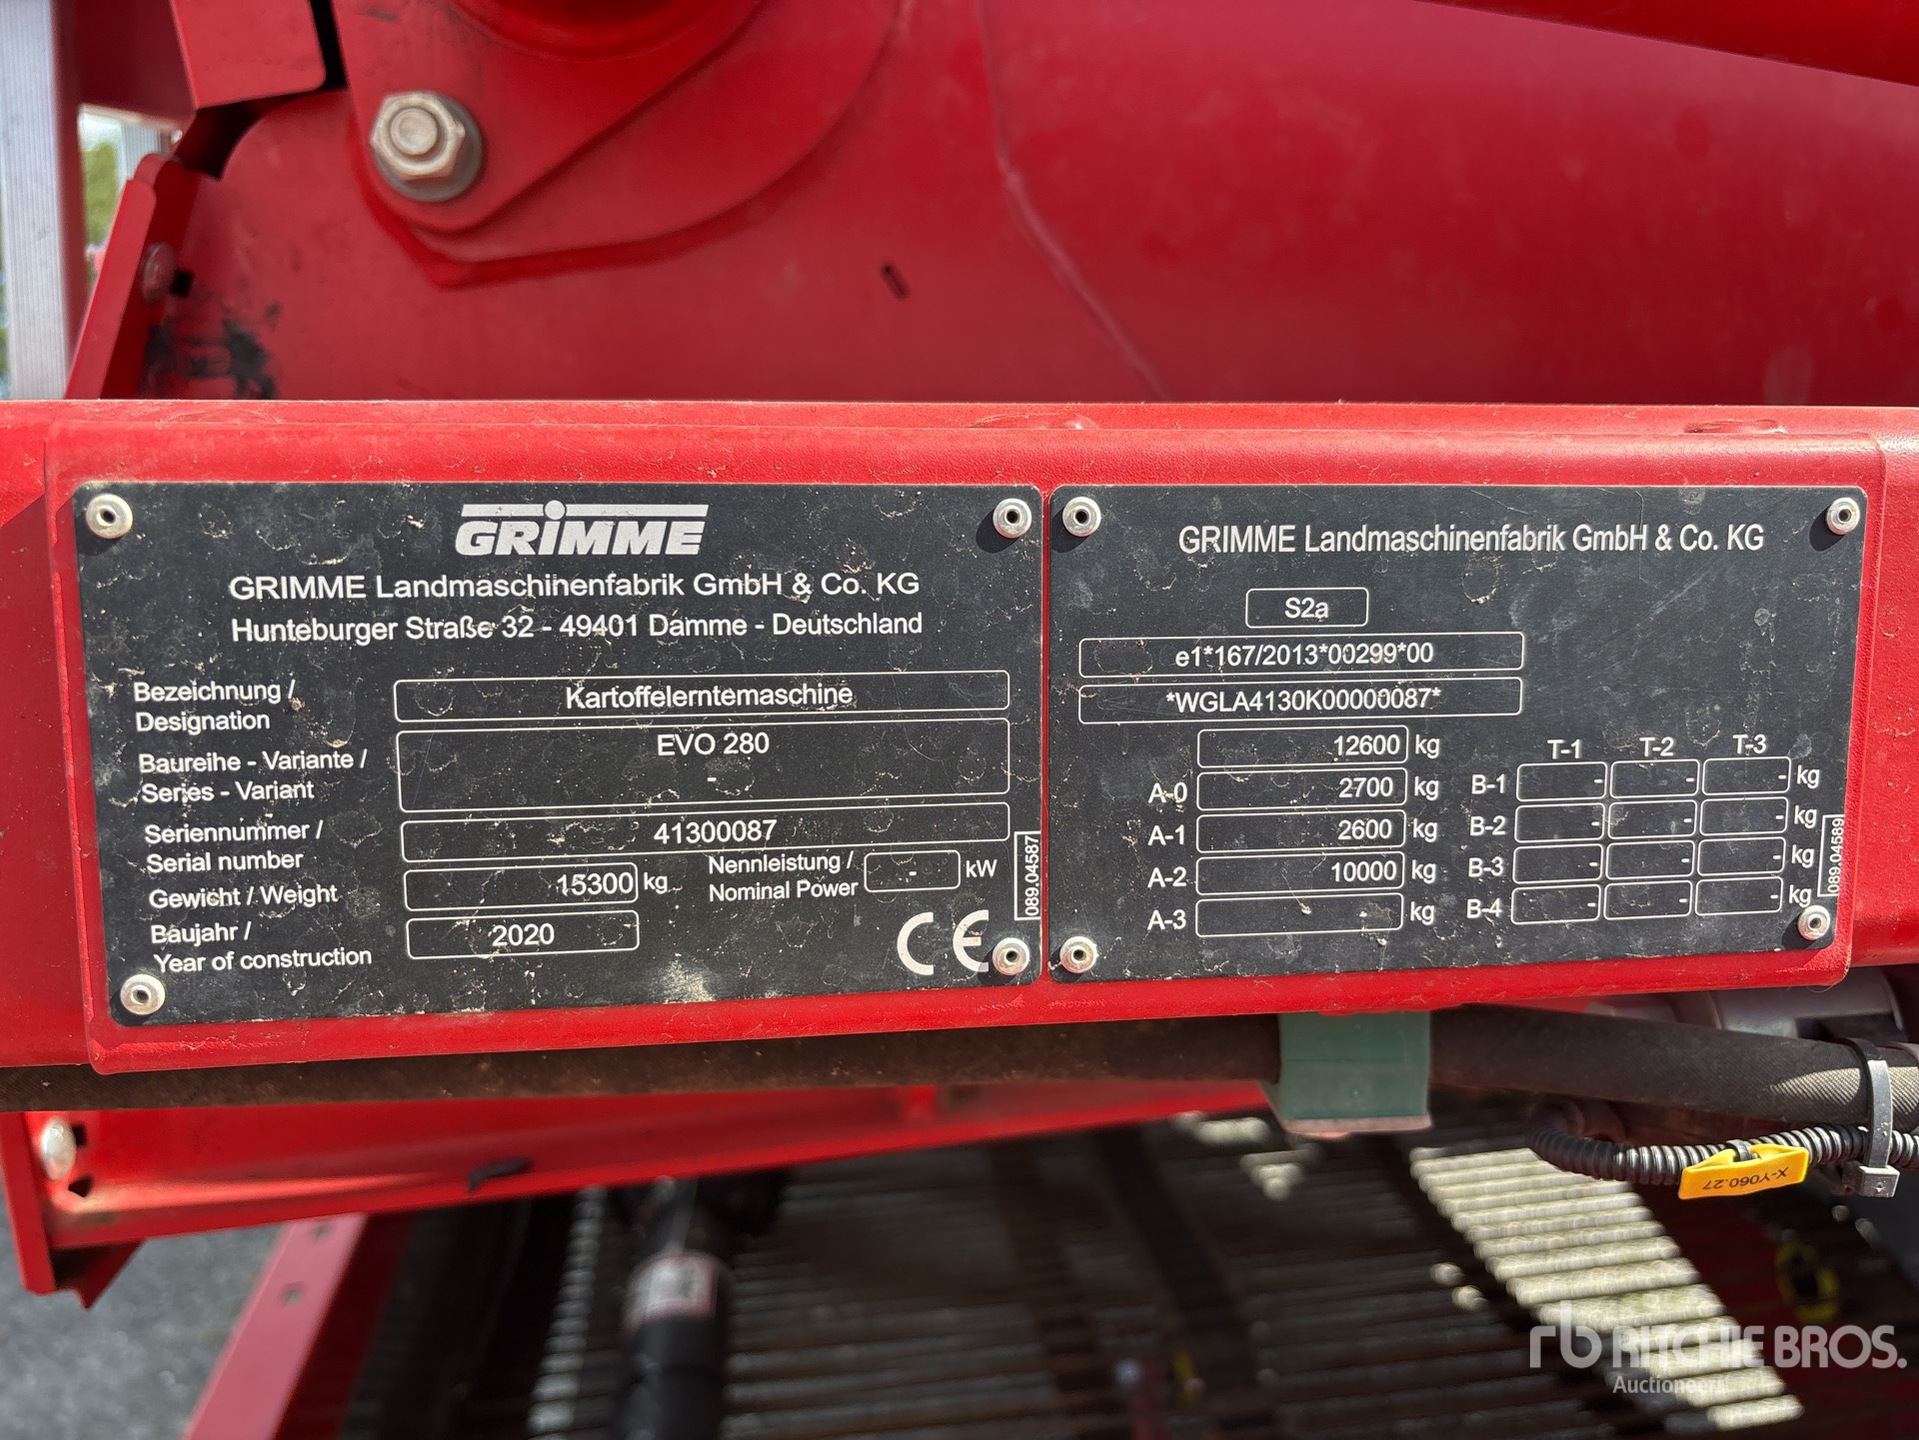 GRIMME
GRIMME Landmaschinenfabrik GmbH & Co. KG
Hunteburger Straße 32 - 49401 Damme - Deutschland
Bezeichnung /
Designation
Kartoffelerntemaschine
Baureihe - Variante /
Series - Variant
EVO 280
-
Seriennummer /
Serial number
41300087
Gewicht / Weight
15300 kg
Nennleistung /
Nominal Power
- kW
Baujahr /
Year of construction
2020
CE
089.04587
GRIMME Landmaschinenfabrik GmbH & Co. KG
S2a
e1*167/2013*00299*00
*WGLA4130K00000087*
12600 kg
A-0 2700 kg
A-1 2600 kg
A-2 10000 kg
A-3 - kg
T-1 T-2 T-3
B-1 - - - kg
B-2 - - - kg
B-3 - - - kg
B-4 - - - kg
089.04589
X-Y060.27
rb RITCHIE BROS.
Auctioneers